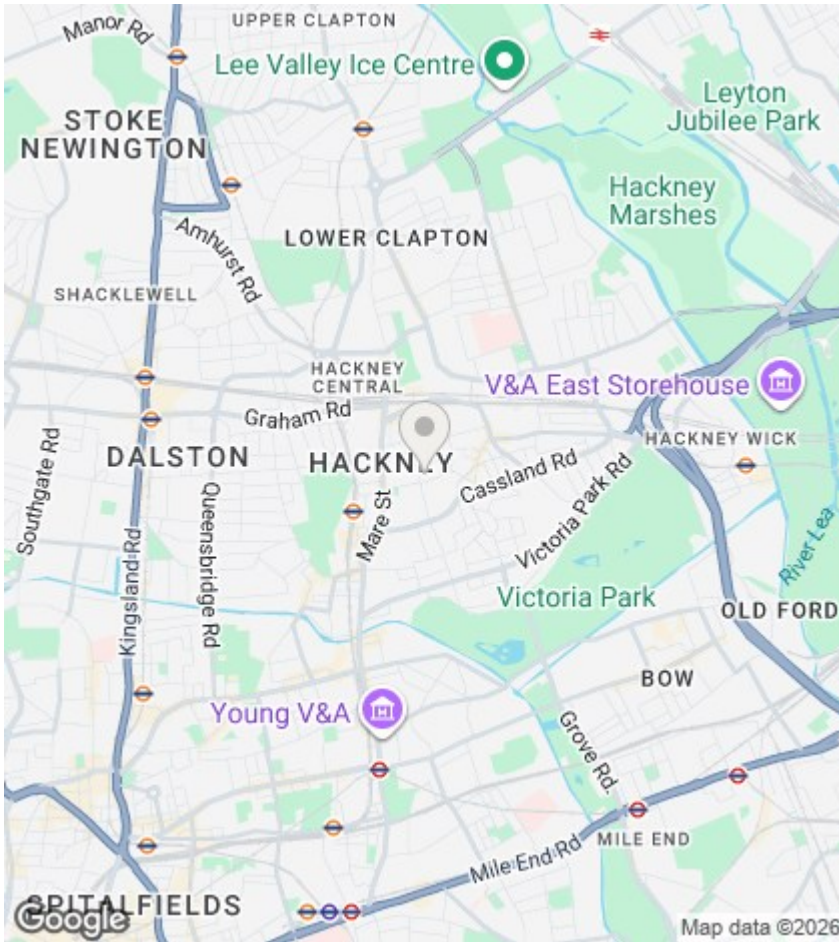 UPPER CLAPTON
Manor Rd
Lee Valley Ice Centre
Leyton
Jubilee Park
STOKE
NEWINGTON
Hackney
Marshes
Amhurst Rd
LOWER CLAPTON
SHACKLEWELL
HACKNEY
CENTRAL
V&A East Storehouse
Graham Rd
Southgate Rd
DALSTON
HACKNEY
HACKNEY WICK
Cassland Rd
Queensbridge Rd
Mare St
Victoria Park Rd
Kingsland Rd
River Lea
Victoria Park
OLD FORD
BOW
Young V&A
Grove Rd.
MILE END
Mile End Rd
SPITALFIELDS
Google
Map data ©2026